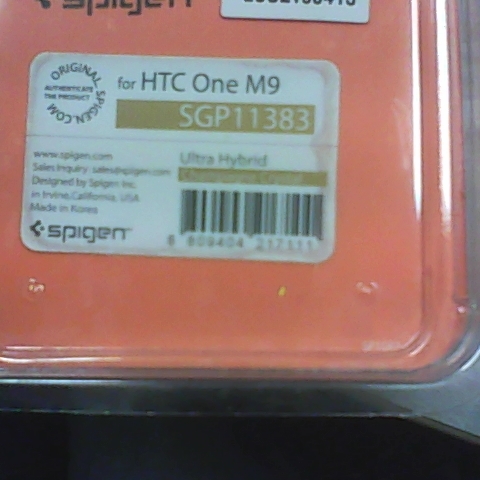 spigen
for HTC One M9
ORIGINAL SPIGEN.COM
AUTHENTICATE
THE PRODUCT
SGP11383
www.spigen.com
Sales Inquiry: sales@spigen.com
Designed by Spigen Inc.
in Irvine,California, USA
Made in Korea
Ultra Hybrid
spigen
8 809404 217111